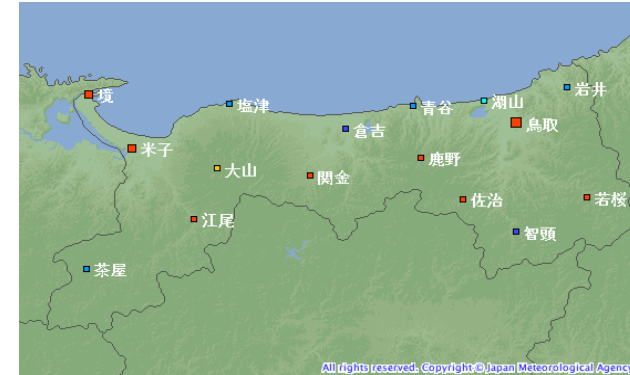 境
塩津
青谷
湖山
岩井
倉吉
鳥取
米子
大山
関金
鹿野
江尾
佐治
若桜
智頭
茶屋
All rights reserved. Copyright © Japan Meteorological Agency